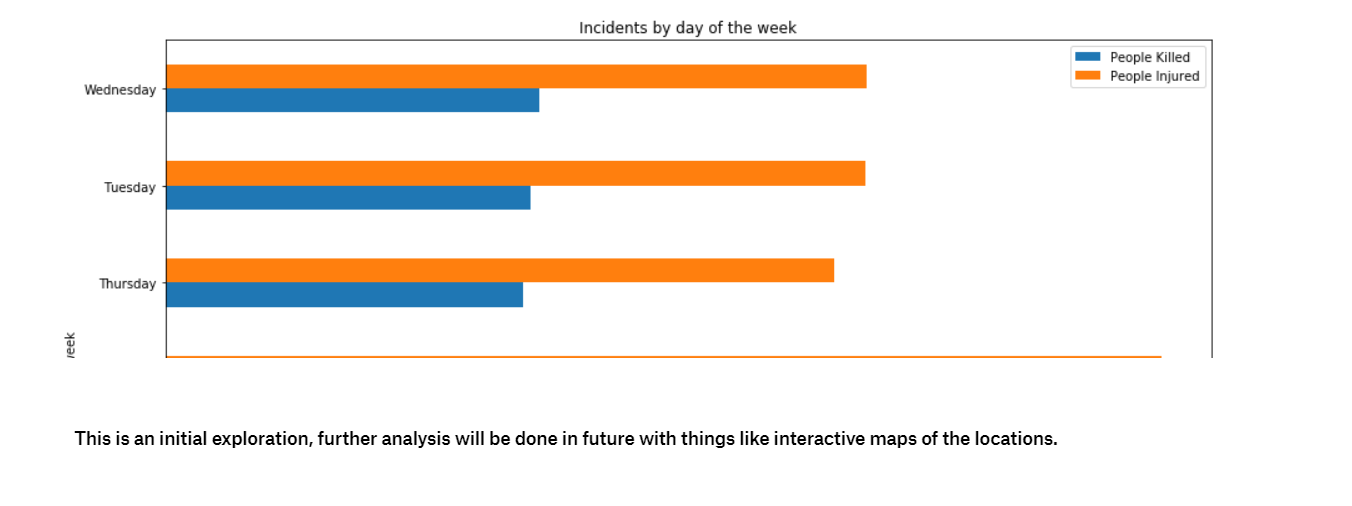 Incidents by day of the week
People Killed
People Injured
Wednesday
Tuesday
Thursday
This is an initial exploration, further analysis will be done in future with things like interactive maps of the locations.